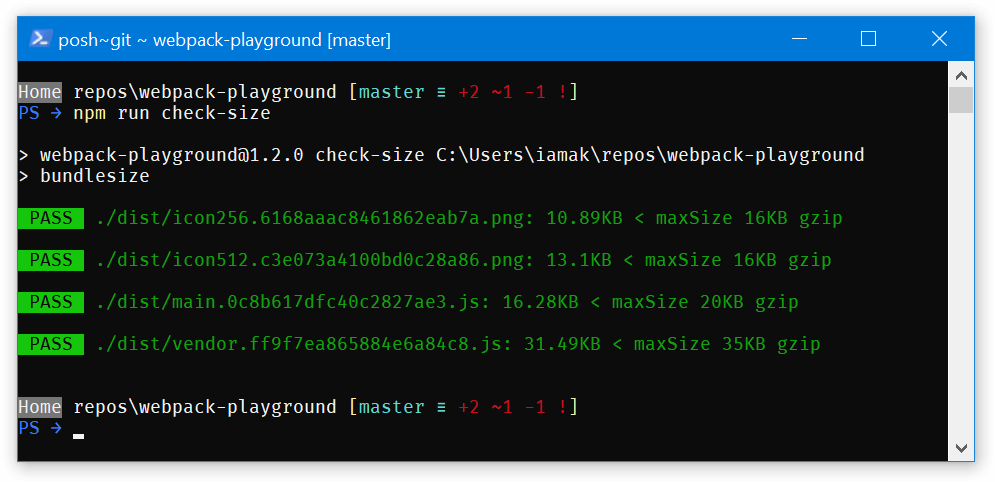 posh~git ~ webpack-playground [master]
Home repos\webpack-playground [master ≡ +2 ~1 -1 !]
PS → npm run check-size
> webpack-playground@1.2.0 check-size C:\Users\iamak\repos\webpack-playground
> bundlesize
PASS ./dist/icon256.6168aaac8461862eab7a.png: 10.89KB < maxSize 16KB gzip
PASS ./dist/icon512.c3e073a4100bd0c28a86.png: 13.1KB < maxSize 16KB gzip
PASS ./dist/main.0c8b617dfc40c2827ae3.js: 16.28KB < maxSize 20KB gzip
PASS ./dist/vendor.ff9f7ea865884e6a84c8.js: 31.49KB < maxSize 35KB gzip
Home repos\webpack-playground [master ≡ +2 ~1 -1 !]
PS →